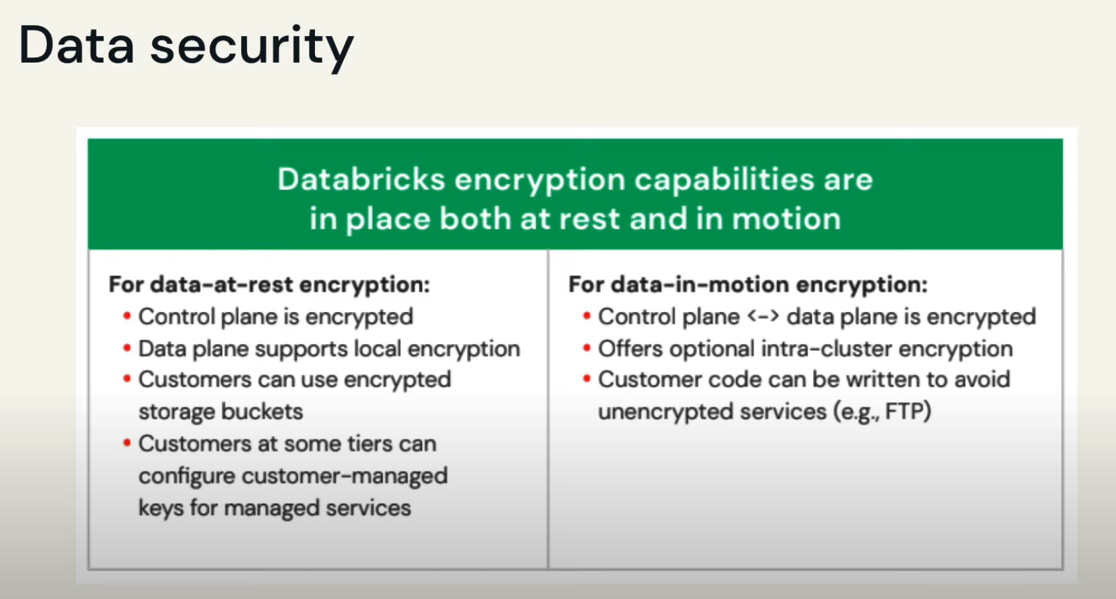 Data security
Databricks encryption capabilities are
in place both at rest and in motion
For data-at-rest encryption:
• Control plane is encrypted
• Data plane supports local encryption
• Customers can use encrypted
storage buckets
• Customers at some tiers can
configure customer-managed
keys for managed services
For data-in-motion encryption:
• Control plane <-> data plane is encrypted
• Offers optional intra-cluster encryption
• Customer code can be written to avoid
unencrypted services (e.g., FTP)